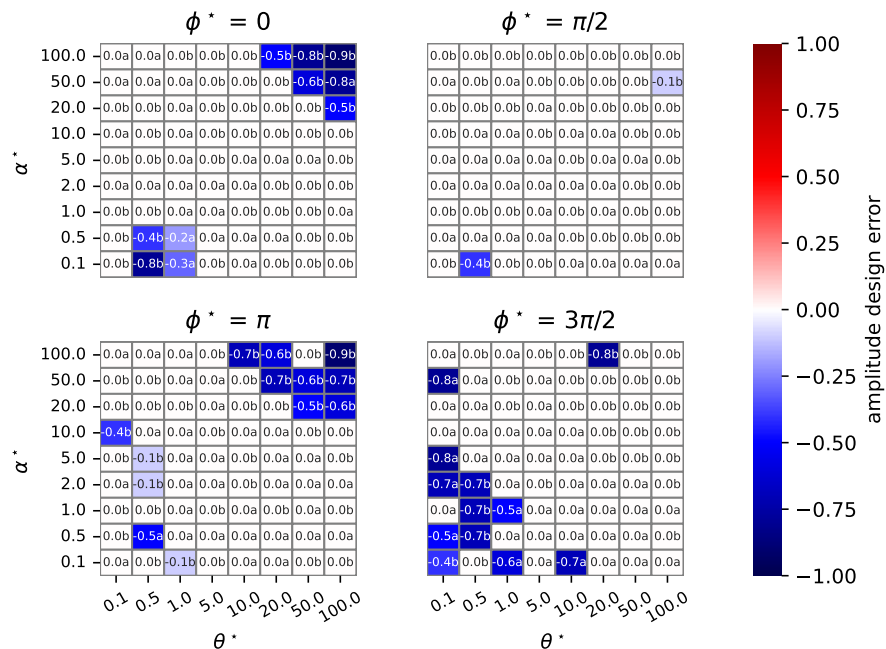 ϕ* = 0
ϕ* = π/2
100.0 0.0a 0.0a 0.0b 0.0b 0.0b -0.5b -0.8b -0.9b 0.0b 0.0b 0.0b 0.0b 0.0b 0.0b 0.0b 0.0b
50.0 0.0a 0.0b 0.0b 0.0a 0.0a 0.0b -0.6b -0.8a 0.0a 0.0b 0.0b 0.0b 0.0a 0.0a 0.0a -0.1b
20.0 0.0b 0.0b 0.0a 0.0a 0.0b 0.0b 0.0b -0.5b 0.0b 0.0b 0.0b 0.0b 0.0b 0.0b 0.0a 0.0a
10.0 0.0a 0.0b 0.0a 0.0a 0.0b 0.0b 0.0b 0.0b 0.0a 0.0a 0.0a 0.0a 0.0a 0.0a 0.0b 0.0b
5.0 0.0b 0.0b 0.0a 0.0a 0.0a 0.0a 0.0b 0.0b 0.0b 0.0b 0.0b 0.0a 0.0a 0.0b 0.0b 0.0b
2.0 0.0a 0.0a 0.0a 0.0a 0.0b 0.0b 0.0a 0.0a 0.0a 0.0a 0.0a 0.0a 0.0b 0.0a 0.0a 0.0a
1.0 0.0b 0.0b 0.0b 0.0a 0.0a 0.0b 0.0b 0.0a 0.0b 0.0b 0.0b 0.0a 0.0b 0.0b 0.0b 0.0a
0.5 0.0b -0.4b -0.2a 0.0a 0.0a 0.0b 0.0b 0.0b 0.0a 0.0a 0.0a 0.0a 0.0b 0.0b 0.0b 0.0b
0.1 0.0b -0.8b -0.3a 0.0a 0.0b 0.0a 0.0a 0.0a 0.0b -0.4b 0.0b 0.0b 0.0a 0.0a 0.0a 0.0a
α*
ϕ* = π
ϕ* = 3π/2
100.0 0.0a 0.0a 0.0a 0.0b -0.7b -0.6b 0.0b -0.9b 0.0a 0.0a 0.0b 0.0b 0.0b -0.8b 0.0b 0.0b
50.0 0.0b 0.0b 0.0a 0.0a 0.0a -0.7b -0.6b -0.7b -0.8a 0.0b 0.0b 0.0b 0.0a 0.0b 0.0b 0.0b
20.0 0.0b 0.0a 0.0a 0.0a 0.0b 0.0b -0.5b -0.6b 0.0a 0.0a 0.0a 0.0a 0.0b 0.0b 0.0b 0.0b
10.0 -0.4b 0.0a 0.0a 0.0a 0.0a 0.0a 0.0a 0.0b 0.0b 0.0b 0.0b 0.0a 0.0a 0.0a 0.0b 0.0b
5.0 0.0b -0.1b 0.0a 0.0a 0.0a 0.0b 0.0b 0.0a -0.8a 0.0a 0.0a 0.0a 0.0b 0.0b 0.0b 0.0a
2.0 0.0a -0.1b 0.0a 0.0a 0.0a 0.0b 0.0b 0.0b -0.7a -0.7b 0.0a 0.0a 0.0b 0.0b 0.0b 0.0b
1.0 0.0b 0.0b 0.0a 0.0a 0.0a 0.0b 0.0b 0.0b 0.0a -0.7b -0.5a 0.0a 0.0a 0.0b 0.0b 0.0b
0.5 0.0b -0.5a 0.0a 0.0a 0.0b 0.0b 0.0b 0.0a -0.5a -0.7b 0.0a 0.0a 0.0b 0.0b 0.0b 0.0a
0.1 0.0a 0.0b -0.1b 0.0b 0.0a 0.0a 0.0a 0.0b -0.4b 0.0b -0.6a 0.0a -0.7a 0.0a 0.0b 0.0b
α*
0.1 0.5 1.0 5.0 10.0 20.0 50.0 100.0
θ*
0.1 0.5 1.0 5.0 10.0 20.0 50.0 100.0
θ*
1.00
0.75
0.50
0.25
0.00
−0.25
−0.50
−0.75
−1.00
amplitude design error